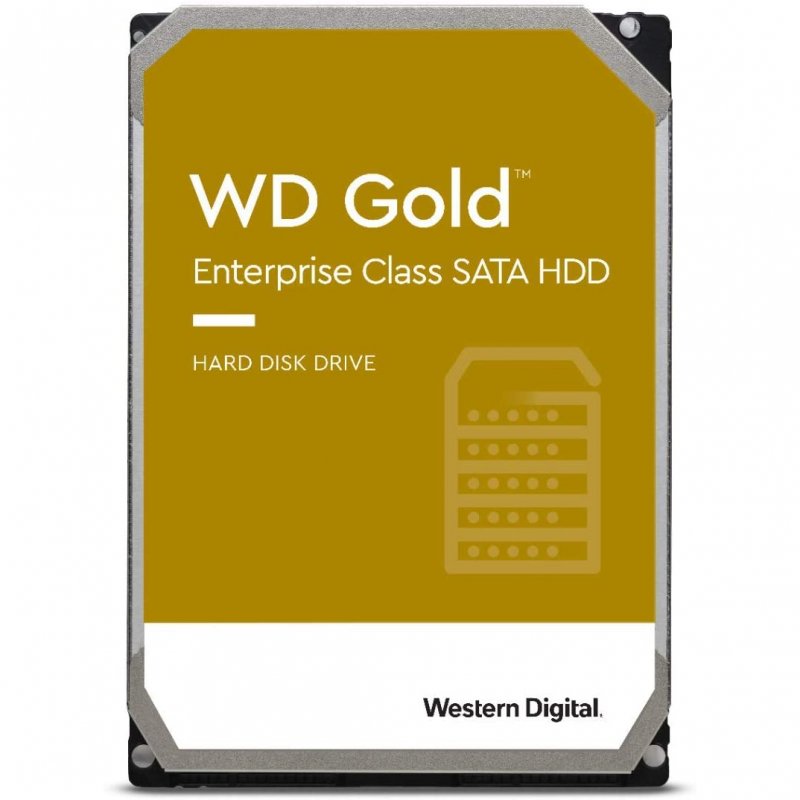 WD Gold™
Enterprise Class SATA HDD
HARD DISK DRIVE
Western Digital.